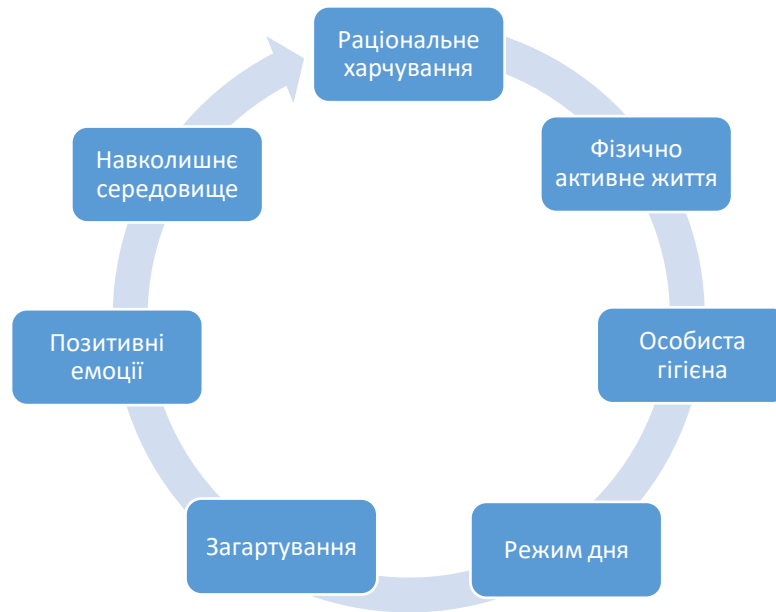 Раціональне
харчування
Фізично
активне життя
Особиста
гігієна
Режим дня
Загартування
Позитивні
емоції
Навколишнє
середовище